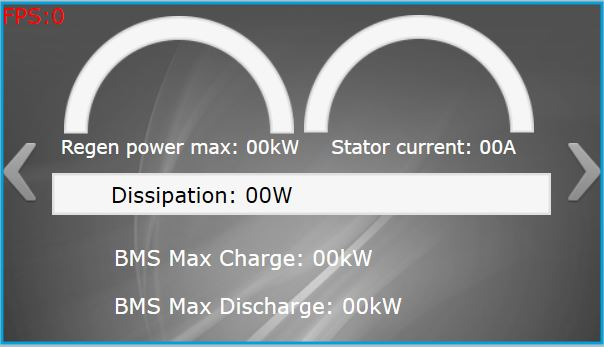 FPS:0
Regen power max: 00kW
Stator current: 00A
Dissipation: 00W
BMS Max Charge: 00kW
BMS Max Discharge: 00kW